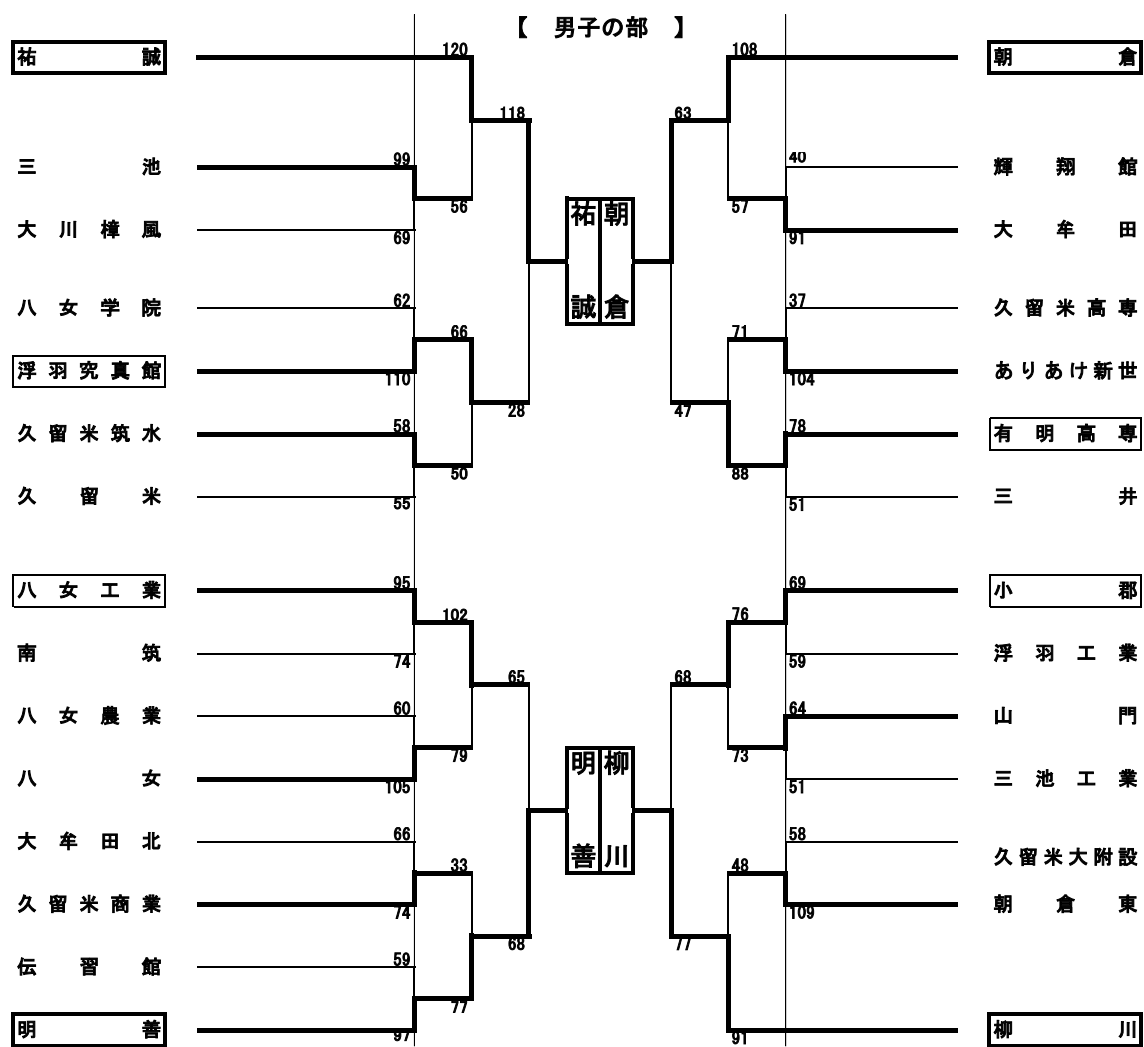 【 男子の部 】
120
108
祐誠
朝倉
118
63
99
40
三池
輝翔館
56
57
祐誠
朝倉
大川樟風
大牟田
69
91
62
37
八女学院
久留米高専
66
71
浮羽究真館
ありあけ新世
110
104
28
47
58
78
久留米筑水
有明高専
50
88
久留米
三井
55
51
95
69
八女工業
小郡
102
76
南筑
浮羽工業
74
59
65
68
60
64
八女農業
山門
79
73
明善
柳川
八女
三池工業
105
51
66
58
大牟田北
久留米大附設
33
48
久留米商業
朝倉東
74
109
68
77
59
伝習館
77
明善
柳川
97
91